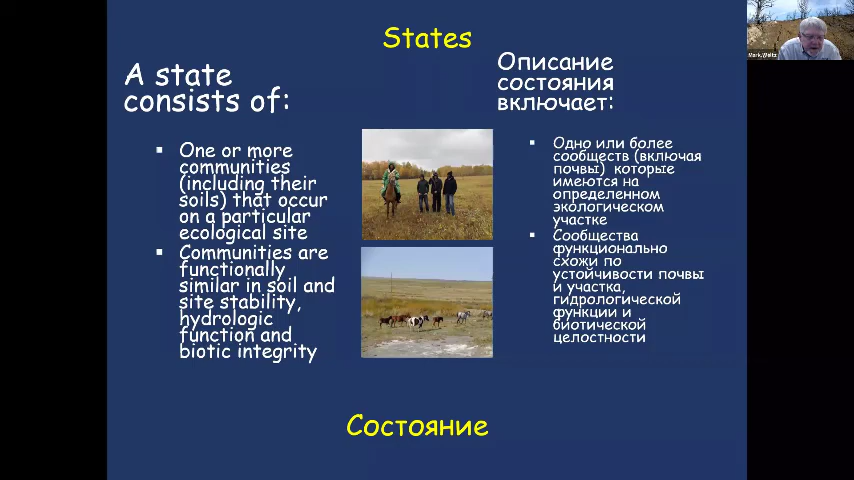 States
A state
consists of:
▪ One or more
communities
(including their
soils) that occur
on a particular
ecological site
▪ Communities are
functionally
similar in soil and
site stability,
hydrologic
function and
biotic integrity
Описание
состояния
включает:
▪ Одно или более
сообществ (включая
почвы) которые
имеются на
определенном
экологическом
участке
▪ Сообщества
функционально
схожи по
устойчивости почвы
и участка,
гидрологической
функции и
биотической
целостности
Состояние
Mark.Weltz